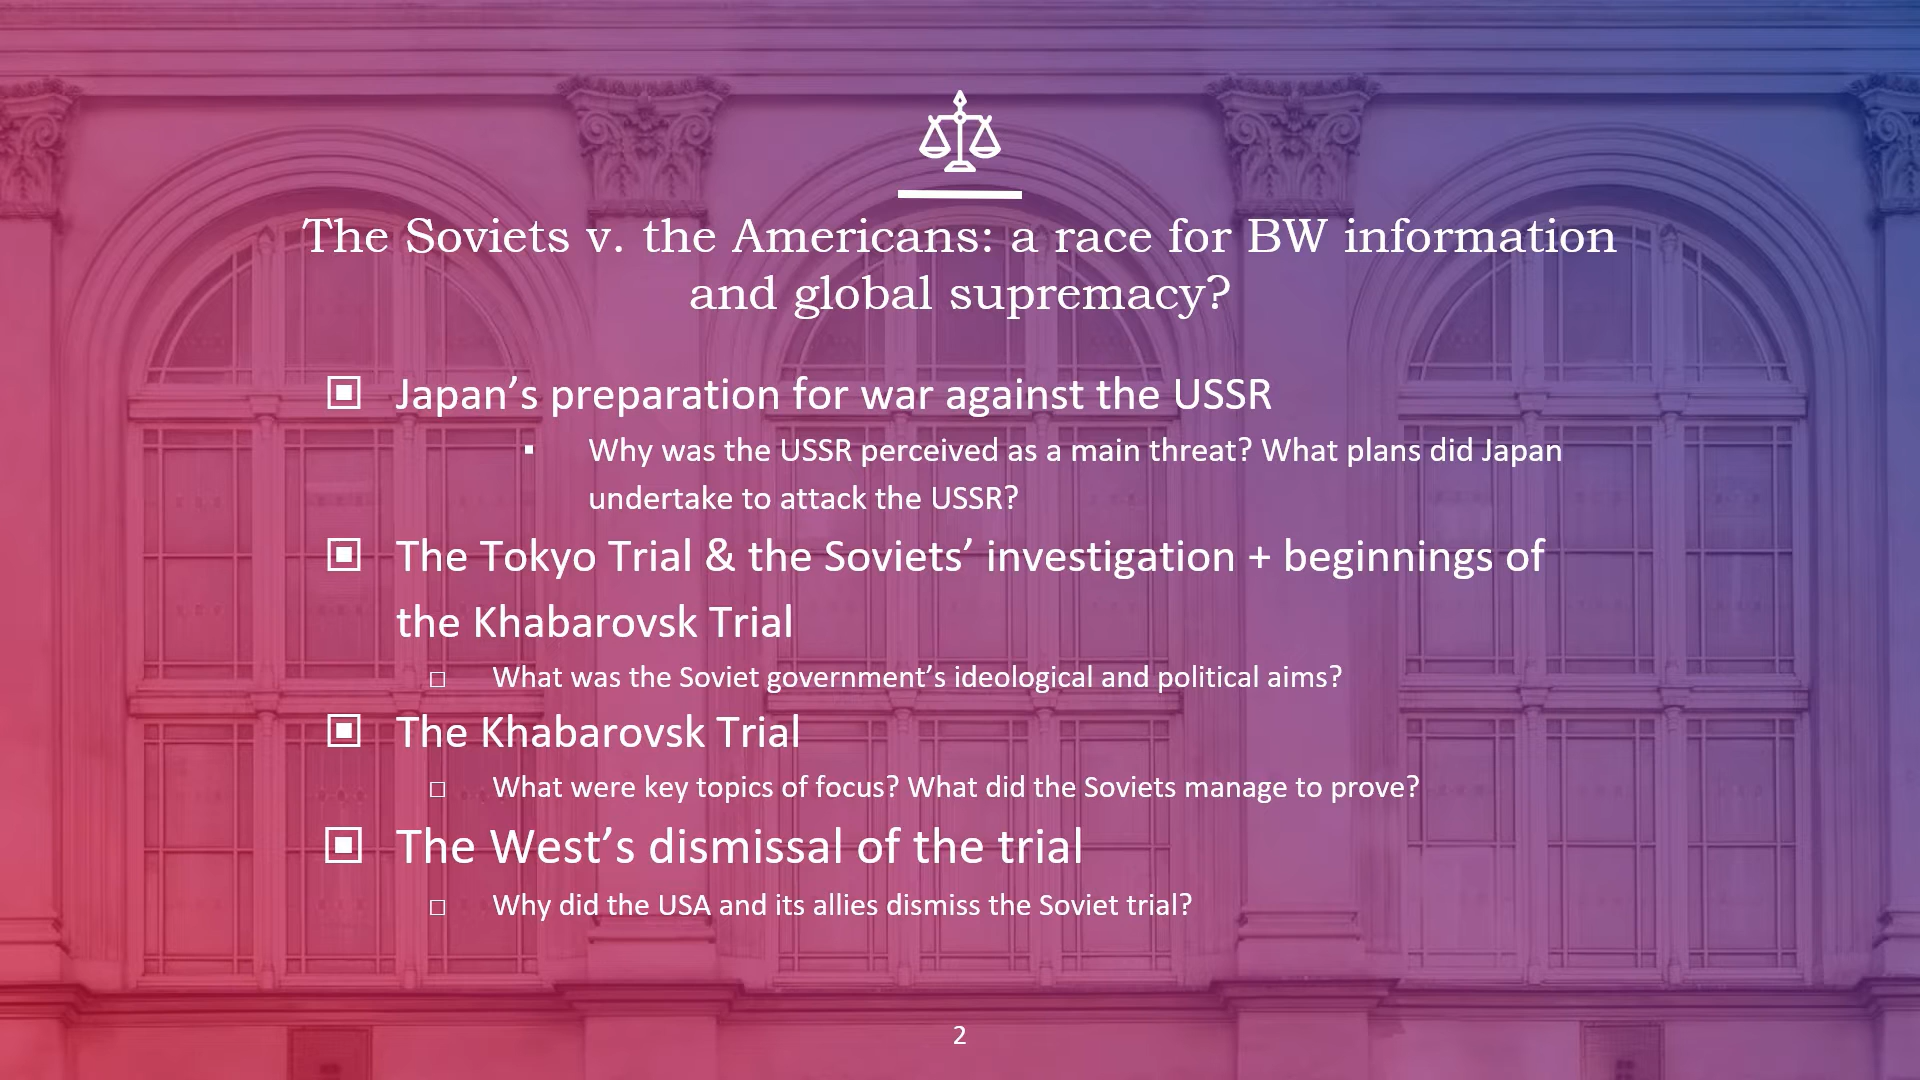 The Soviets v. the Americans: a race for BW information
and global supremacy?
Japan’s preparation for war against the USSR
Why was the USSR perceived as a main threat? What plans did Japan
undertake to attack the USSR?
The Tokyo Trial & the Soviets’ investigation + beginnings of
the Khabarovsk Trial
What was the Soviet government’s ideological and political aims?
The Khabarovsk Trial
What were key topics of focus? What did the Soviets manage to prove?
The West’s dismissal of the trial
Why did the USA and its allies dismiss the Soviet trial?
2